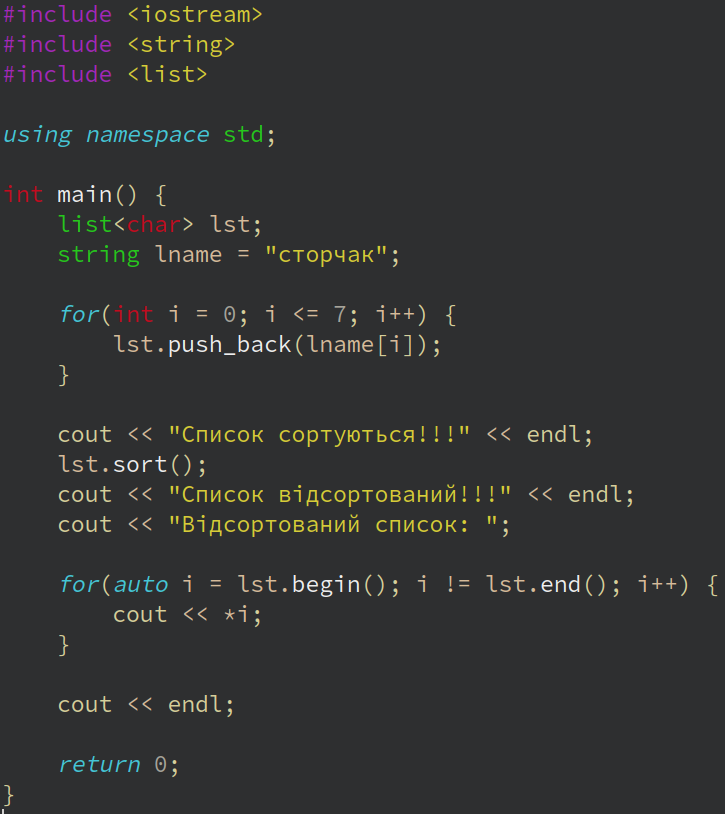 #include <iostream>
#include <string>
#include <list>
using namespace std;
int main() {
list<char> lst;
string lname = "сторчак";
for(int i = 0; i <= 7; i++) {
lst.push_back(lname[i]);
}
cout << "Список сортуються!!!" << endl;
lst.sort();
cout << "Список відсортований!!!" << endl;
cout << "Відсортований список: ";
for(auto i = lst.begin(); i != lst.end(); i++) {
cout << *i;
}
cout << endl;
return 0;
}